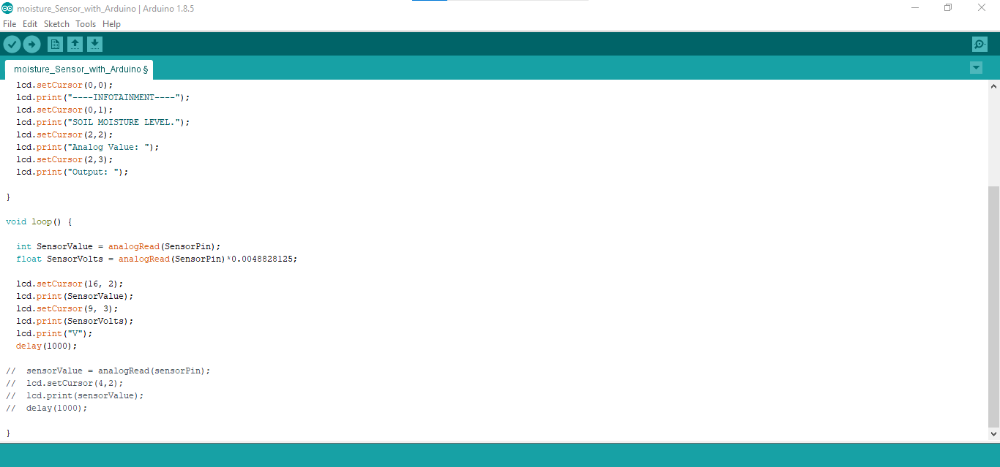 moisture_Sensor_with_Arduino | Arduino 1.8.5
File Edit Sketch Tools Help
moisture_Sensor_with_Arduino §
lcd.setCursor(0,0);
lcd.print("----INFOTAINMENT----");
lcd.setCursor(0,1);
lcd.print("SOIL MOISTURE LEVEL.");
lcd.setCursor(2,2);
lcd.print("Analog Value: ");
lcd.setCursor(2,3);
lcd.print("Output: ");
}
void loop() {
int SensorValue = analogRead(SensorPin);
float SensorVolts = analogRead(SensorPin)*0.0048828125;
lcd.setCursor(16, 2);
lcd.print(SensorValue);
lcd.setCursor(9, 3);
lcd.print(SensorVolts);
lcd.print("V");
delay(1000);
//  sensorValue = analogRead(sensorPin);
//  lcd.setCursor(4,2);
//  lcd.print(sensorValue);
//  delay(1000);
}